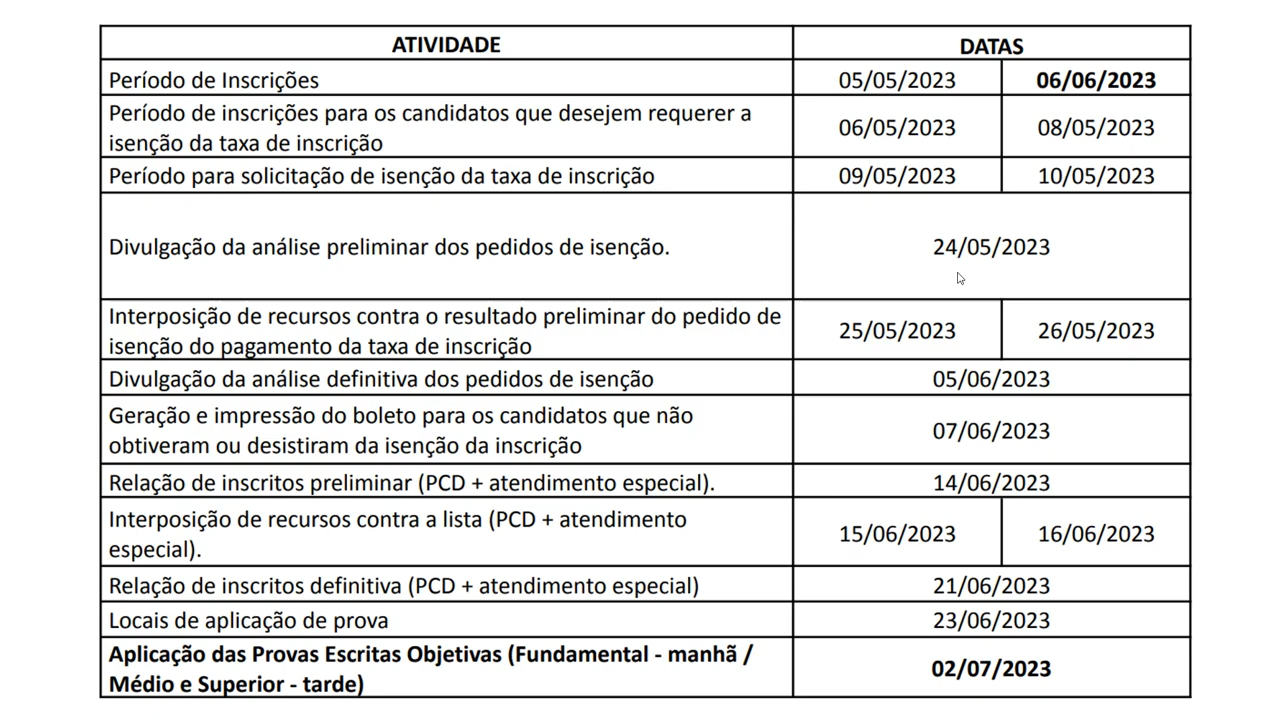 ATIVIDADE DATAS
Período de Inscrições 05/05/2023 06/06/2023
Período de inscrições para os candidatos que desejem requerer a
isenção da taxa de inscrição 06/05/2023 08/05/2023
Período para solicitação de isenção da taxa de inscrição 09/05/2023 10/05/2023
Divulgação da análise preliminar dos pedidos de isenção. 24/05/2023
Interposição de recursos contra o resultado preliminar do pedido de
isenção do pagamento da taxa de inscrição 25/05/2023 26/05/2023
Divulgação da análise definitiva dos pedidos de isenção 05/06/2023
Geração e impressão do boleto para os candidatos que não
obtiveram ou desistiram da isenção da inscrição 07/06/2023
Relação de inscritos preliminar (PCD + atendimento especial). 14/06/2023
Interposição de recursos contra a lista (PCD + atendimento
especial). 15/06/2023 16/06/2023
Relação de inscritos definitiva (PCD + atendimento especial) 21/06/2023
Locais de aplicação de prova 23/06/2023
Aplicação das Provas Escritas Objetivas (Fundamental - manhã /
Médio e Superior - tarde) 02/07/2023